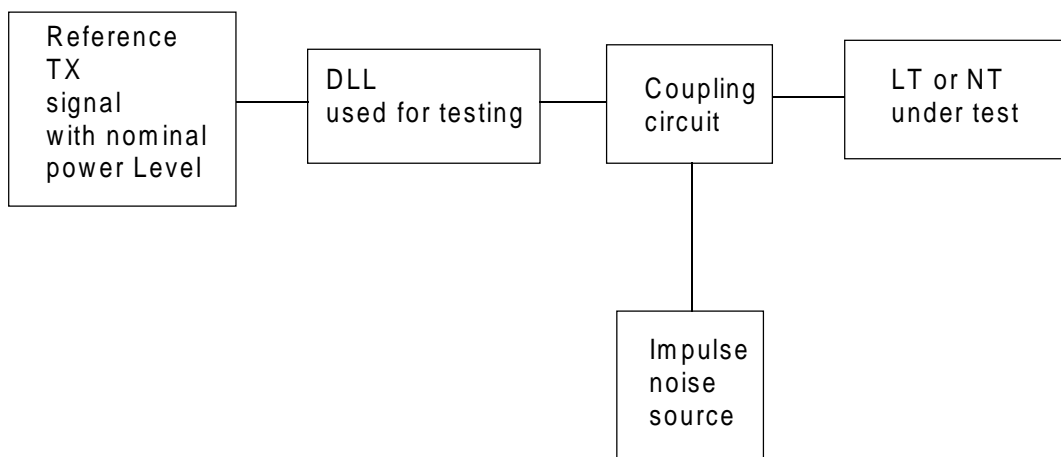 Reference
TX
signal
with nominal
power Level
DLL
used for testing
Coupling
circuit
LT or NT
under test
Impulse
noise
source